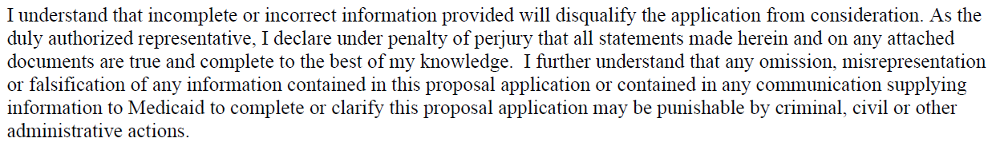 I understand that incomplete or incorrect information provided will disqualify the application from consideration. As the
duly authorized representative, I declare under penalty of perjury that all statements made herein and on any attached
documents are true and complete to the best of my knowledge.  I further understand that any omission, misrepresentation
or falsification of any information contained in this proposal application or contained in any communication supplying
information to Medicaid to complete or clarify this proposal application may be punishable by criminal, civil or other
administrative actions.